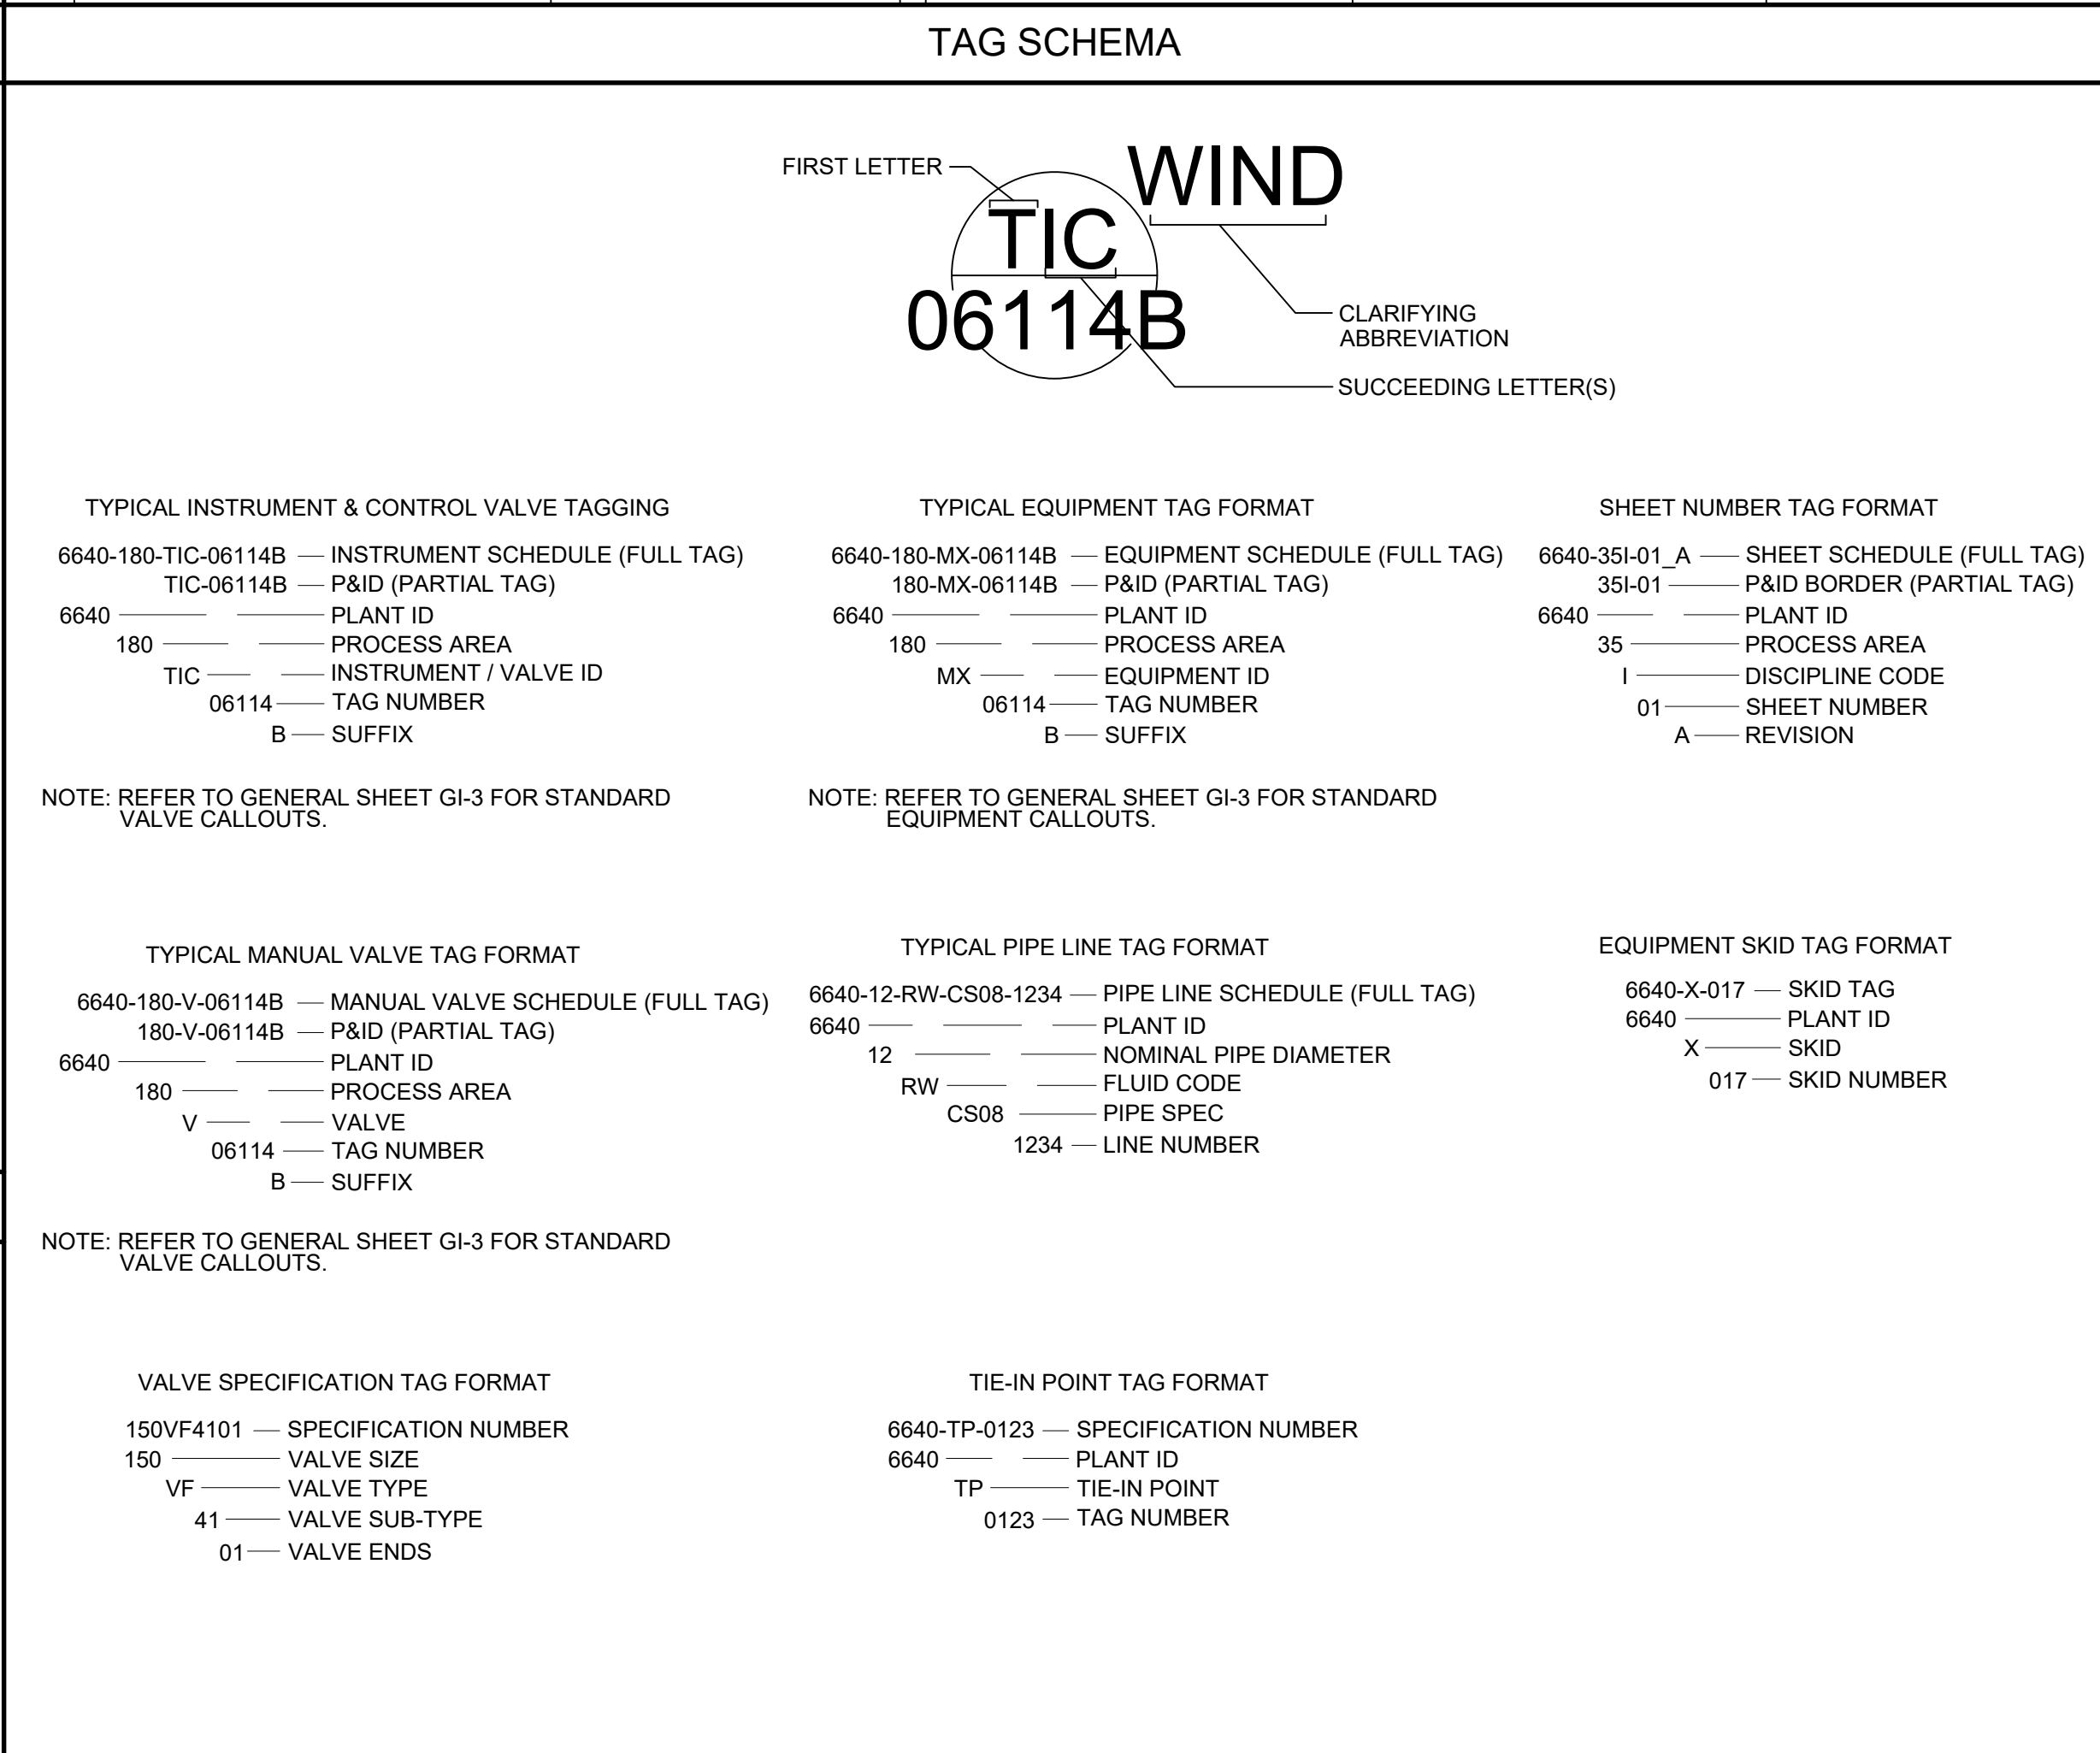 TAG SCHEMA
FIRST LETTER
WIND
TIC
06114B
CLARIFYING
ABBREVIATION
SUCCEEDING LETTER(S)
TYPICAL INSTRUMENT & CONTROL VALVE TAGGING
6640-180-TIC-06114B INSTRUMENT SCHEDULE (FULL TAG)
TIC-06114B P&ID (PARTIAL TAG)
6640 PLANT ID
180 PROCESS AREA
TIC INSTRUMENT / VALVE ID
06114 TAG NUMBER
B SUFFIX
NOTE: REFER TO GENERAL SHEET GI-3 FOR STANDARD
VALVE CALLOUTS.
TYPICAL EQUIPMENT TAG FORMAT
6640-180-MX-06114B EQUIPMENT SCHEDULE (FULL TAG)
180-MX-06114B P&ID (PARTIAL TAG)
6640 PLANT ID
180 PROCESS AREA
MX EQUIPMENT ID
06114 TAG NUMBER
B SUFFIX
NOTE: REFER TO GENERAL SHEET GI-3 FOR STANDARD
EQUIPMENT CALLOUTS.
SHEET NUMBER TAG FORMAT
6640-35I-01_A SHEET SCHEDULE (FULL TAG)
35I-01 P&ID BORDER (PARTIAL TAG)
6640 PLANT ID
35 PROCESS AREA
I DISCIPLINE CODE
01 SHEET NUMBER
A REVISION
TYPICAL MANUAL VALVE TAG FORMAT
6640-180-V-06114B MANUAL VALVE SCHEDULE (FULL TAG)
180-V-06114B P&ID (PARTIAL TAG)
6640 PLANT ID
180 PROCESS AREA
V VALVE
06114 TAG NUMBER
B SUFFIX
NOTE: REFER TO GENERAL SHEET GI-3 FOR STANDARD
VALVE CALLOUTS.
TYPICAL PIPE LINE TAG FORMAT
6640-12-RW-CS08-1234 PIPE LINE SCHEDULE (FULL TAG)
6640 PLANT ID
12 NOMINAL PIPE DIAMETER
RW FLUID CODE
CS08 PIPE SPEC
1234 LINE NUMBER
EQUIPMENT SKID TAG FORMAT
6640-X-017 SKID TAG
6640 PLANT ID
X SKID
017 SKID NUMBER
VALVE SPECIFICATION TAG FORMAT
150VF4101 SPECIFICATION NUMBER
150 VALVE SIZE
VF VALVE TYPE
41 VALVE SUB-TYPE
01 VALVE ENDS
TIE-IN POINT TAG FORMAT
6640-TP-0123 SPECIFICATION NUMBER
6640 PLANT ID
TP TIE-IN POINT
0123 TAG NUMBER